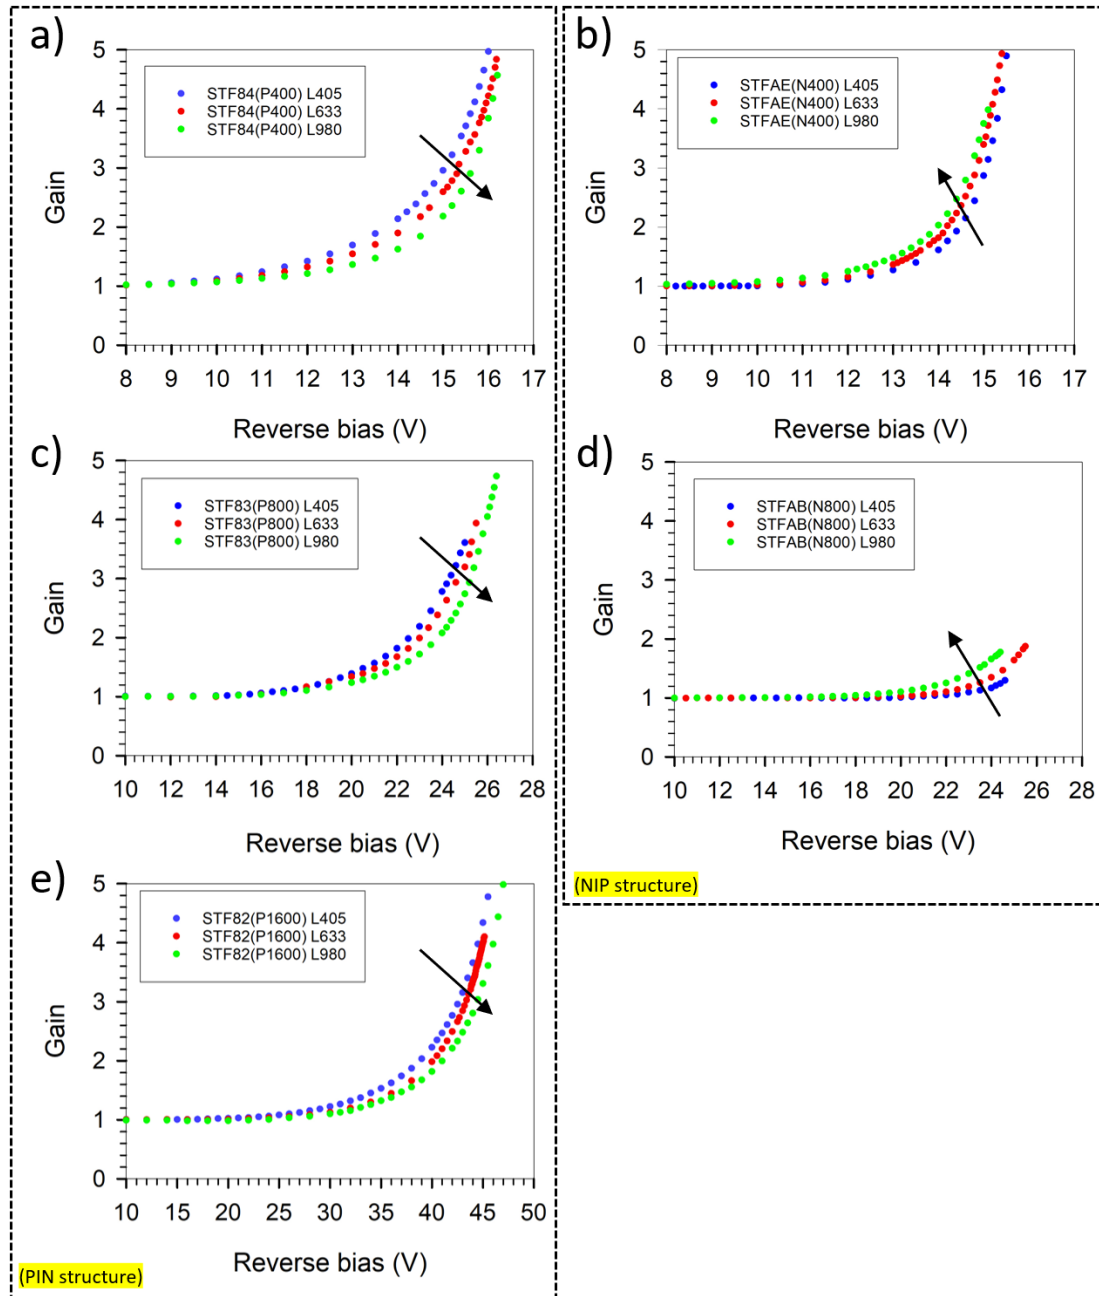 a)
5
4
3
2
1
0
Gain
STF84(P400) L405
STF84(P400) L633
STF84(P400) L980
8 9 10 11 12 13 14 15 16 17
Reverse bias (V)
b)
5
4
3
2
1
0
Gain
STFAE(N400) L405
STFAE(N400) L633
STFAE(N400) L980
8 9 10 11 12 13 14 15 16 17
Reverse bias (V)
c)
5
4
3
2
1
0
Gain
STF83(P800) L405
STF83(P800) L633
STF83(P800) L980
10 12 14 16 18 20 22 24 26 28
Reverse bias (V)
d)
5
4
3
2
1
0
Gain
STFAB(N800) L405
STFAB(N800) L633
STFAB(N800) L980
10 12 14 16 18 20 22 24 26 28
Reverse bias (V)
(NIP structure)
e)
5
4
3
2
1
0
Gain
STF82(P1600) L405
STF82(P1600) L633
STF82(P1600) L980
10 15 20 25 30 35 40 45 50
Reverse bias (V)
(PIN structure)